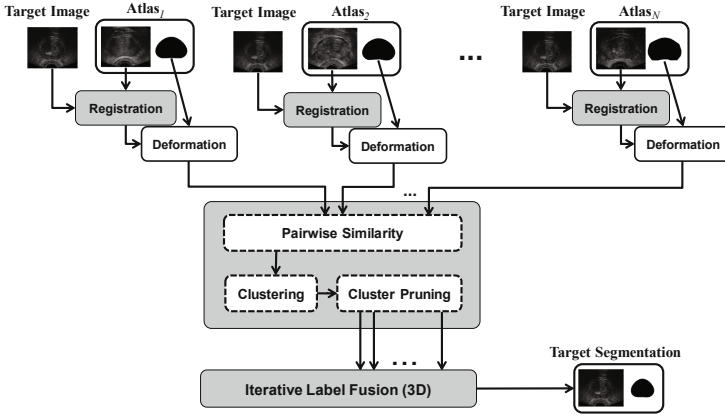 Target Image Atlas1 Target Image Atlas2 Target Image AtlasN
...
Registration Registration Registration
Deformation Deformation Deformation
...
Pairwise Similarity
Clustering Cluster Pruning
...
Target Segmentation
Iterative Label Fusion (3D)